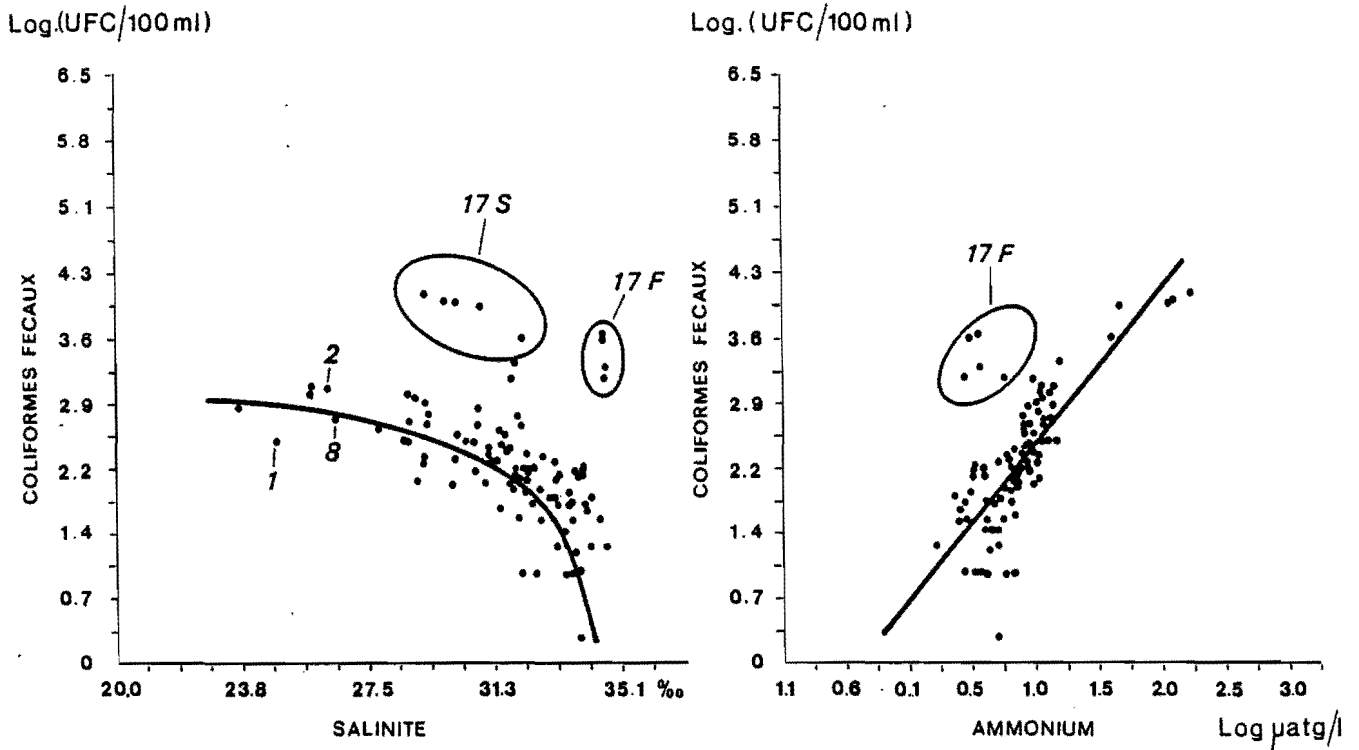 Log.(UFC/100 ml)
6.5
5.8
5.1
4.3
3.6
2.9
2.2
1.4
0.7
0
COLIFORMES FECAUX
17 S
17 F
2
8
1
20,0 23.8 27.5 31.3 35.1 ‰
SALINITE
Log. (UFC/100 ml)
6.5
5.8
5.1
4.3
3.6
2.9
2.2
1.4
0.7
0
COLIFORMES FECAUX
17 F
1.1 0.6 0.1 0.5 1.0 1.5 2.0 2.5 3.0
AMMONIUM
Log µatg/l